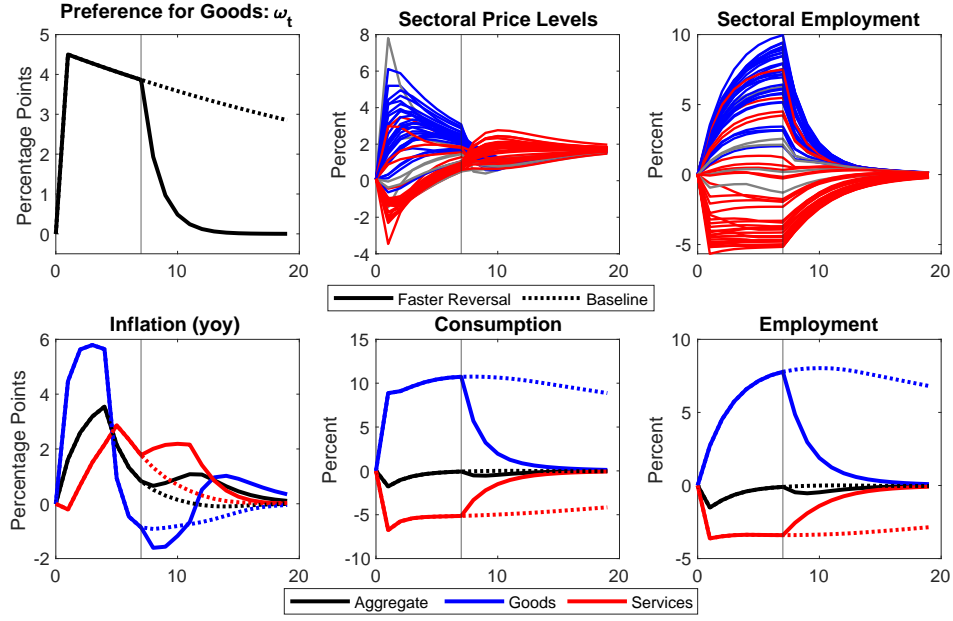 Preference for Goods: ωt
Sectoral Price Levels
Sectoral Employment
Percentage Points
5
4
3
2
1
0
0
10
20
Percent
8
6
4
2
0
-2
-4
0
10
20
Percent
10
5
0
-5
0
10
20
Faster Reversal
Baseline
Inflation (yoy)
Consumption
Employment
Percentage Points
6
4
2
0
-2
0
10
20
Percent
15
10
5
0
-5
-10
0
10
20
Percent
10
5
0
-5
0
10
20
Aggregate
Goods
Services